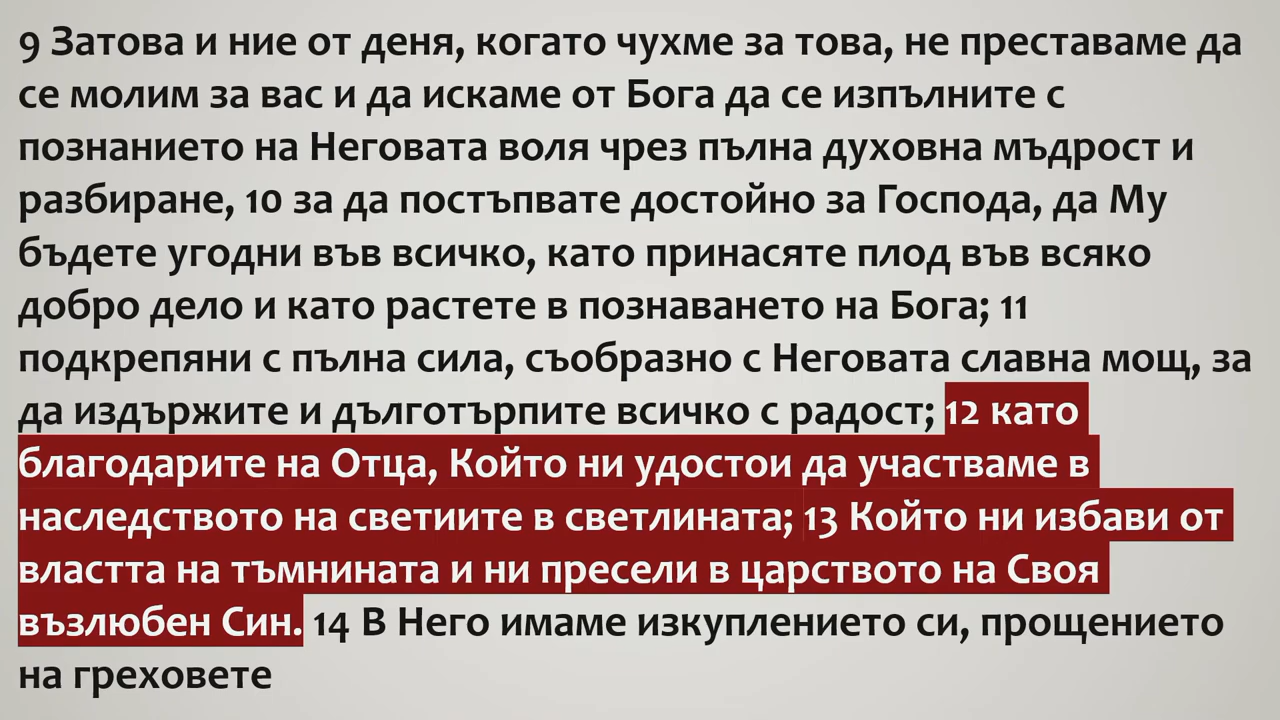 9 Затова и ние от деня, когато чухме за това, не преставаме да
се молим за вас и да искаме от Бога да се изпълните с
познанието на Неговата воля чрез пълна духовна мъдрост и
разбиране, 10 за да постъпвате достойно за Господа, да Му
бъдете угодни във всичко, като принасяте плод във всяко
добро дело и като растете в познаването на Бога; 11
подкрепяни с пълна сила, съобразно с Неговата славна мощ, за
да издържите и дълготърпите всичко с радост; 12 като
благодарите на Отца, Който ни удостои да участваме в
наследството на светиите в светлината; 13 Който ни избави от
властта на тъмнината и ни пресели в царството на Своя
възлюбен Син. 14 В Него имаме изкуплението си, прощението
на греховете